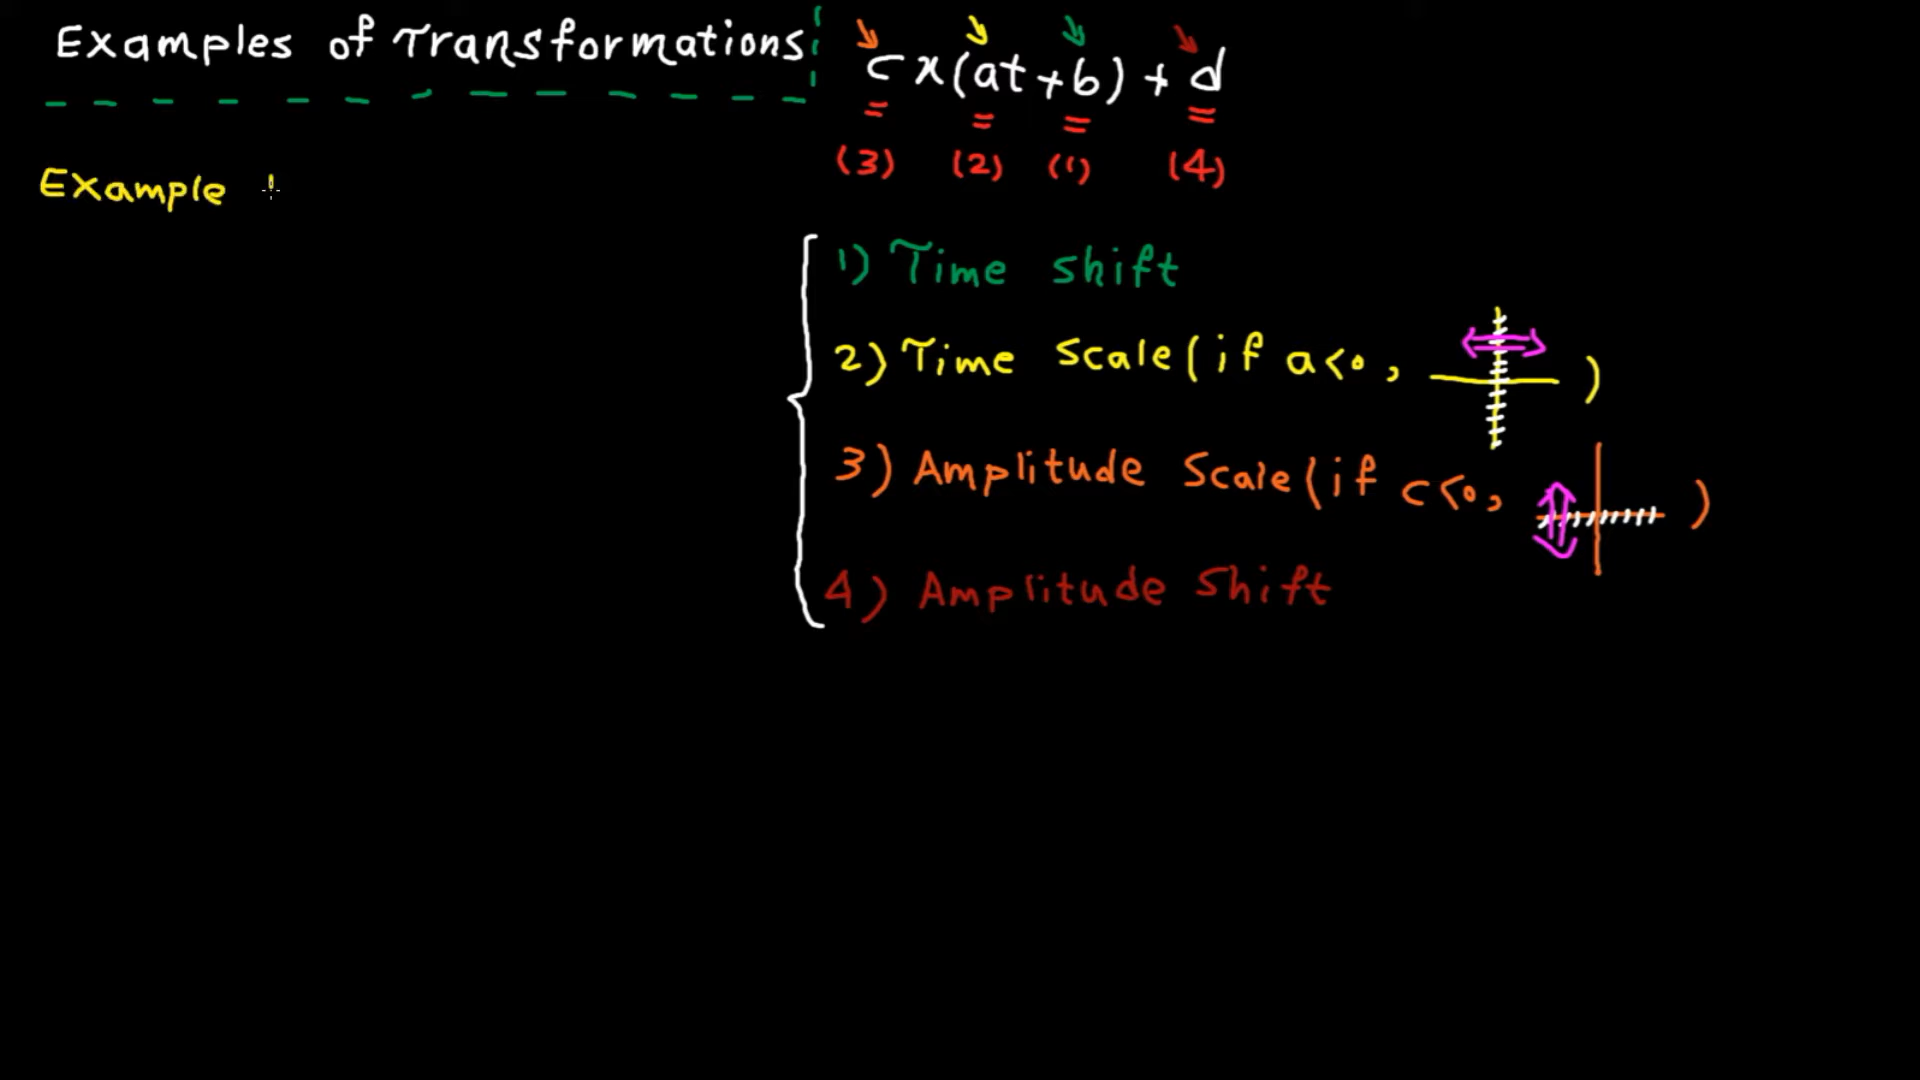 Examples of Transformations
c x(at+b) + d
(3) (2) (1) (4)
Example
1) Time shift
2) Time Scale (if a<0, )
3) Amplitude Scale (if c<0, )
4) Amplitude Shift